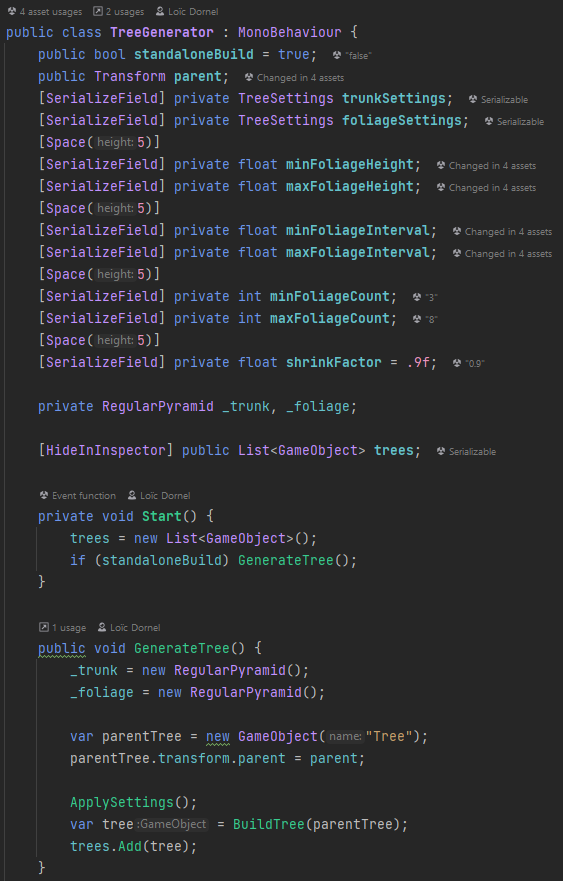 4 asset usages 2 usages Loïc Dornel
public class TreeGenerator : MonoBehaviour {
    public bool standaloneBuild = true; "false"
    public Transform parent; Changed in 4 assets
    [SerializeField] private TreeSettings trunkSettings; Serializable
    [SerializeField] private TreeSettings foliageSettings; Serializable
    [Space(height: 5)]
    [SerializeField] private float minFoliageHeight; Changed in 4 assets
    [SerializeField] private float maxFoliageHeight; Changed in 4 assets
    [Space(height: 5)]
    [SerializeField] private float minFoliageInterval; Changed in 4 assets
    [SerializeField] private float maxFoliageInterval; Changed in 4 assets
    [Space(height: 5)]
    [SerializeField] private int minFoliageCount; "3"
    [SerializeField] private int maxFoliageCount; "8"
    [Space(height: 5)]
    [SerializeField] private float shrinkFactor = .9f; "0.9"
    private RegularPyramid _trunk, _foliage;
    [HideInInspector] public List<GameObject> trees; Serializable
    Event function Loïc Dornel
    private void Start() {
        trees = new List<GameObject>();
        if (standaloneBuild) GenerateTree();
    }
    1 usage Loïc Dornel
    public void GenerateTree() {
        _trunk = new RegularPyramid();
        _foliage = new RegularPyramid();
        var parentTree = new GameObject(name: "Tree");
        parentTree.transform.parent = parent;
        ApplySettings();
        var tree :GameObject = BuildTree(parentTree);
        trees.Add(tree);
    }